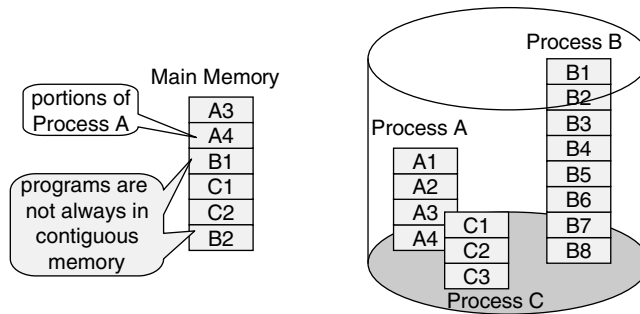 Main Memory
portions of
Process A
A3
A4
B1
C1
C2
B2
programs are
not always in
contiguous
memory
Process B
B1
B2
B3
B4
B5
B6
B7
B8
Process A
A1
A2
A3
A4
C1
C2
C3
Process C